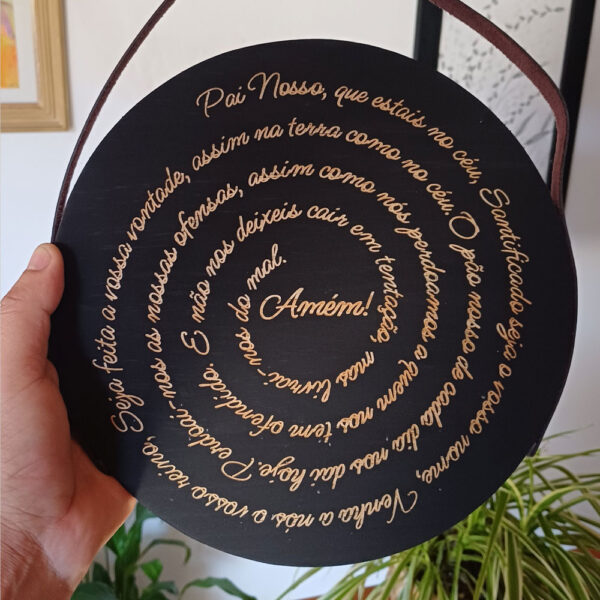 Pai Nosso, que estais no céu, Santificado seja o vosso nome, Venha a nós o vosso reino, Seja feita a vossa vontade, assim na terra como no céu. O pão nosso de cada dia nos dai hoje. Perdoai-nos as nossas ofensas, assim como nós perdoamos a quem nos tem ofendido. E não nos deixeis cair em tentação, mas livrai-nos do mal.
Amém!